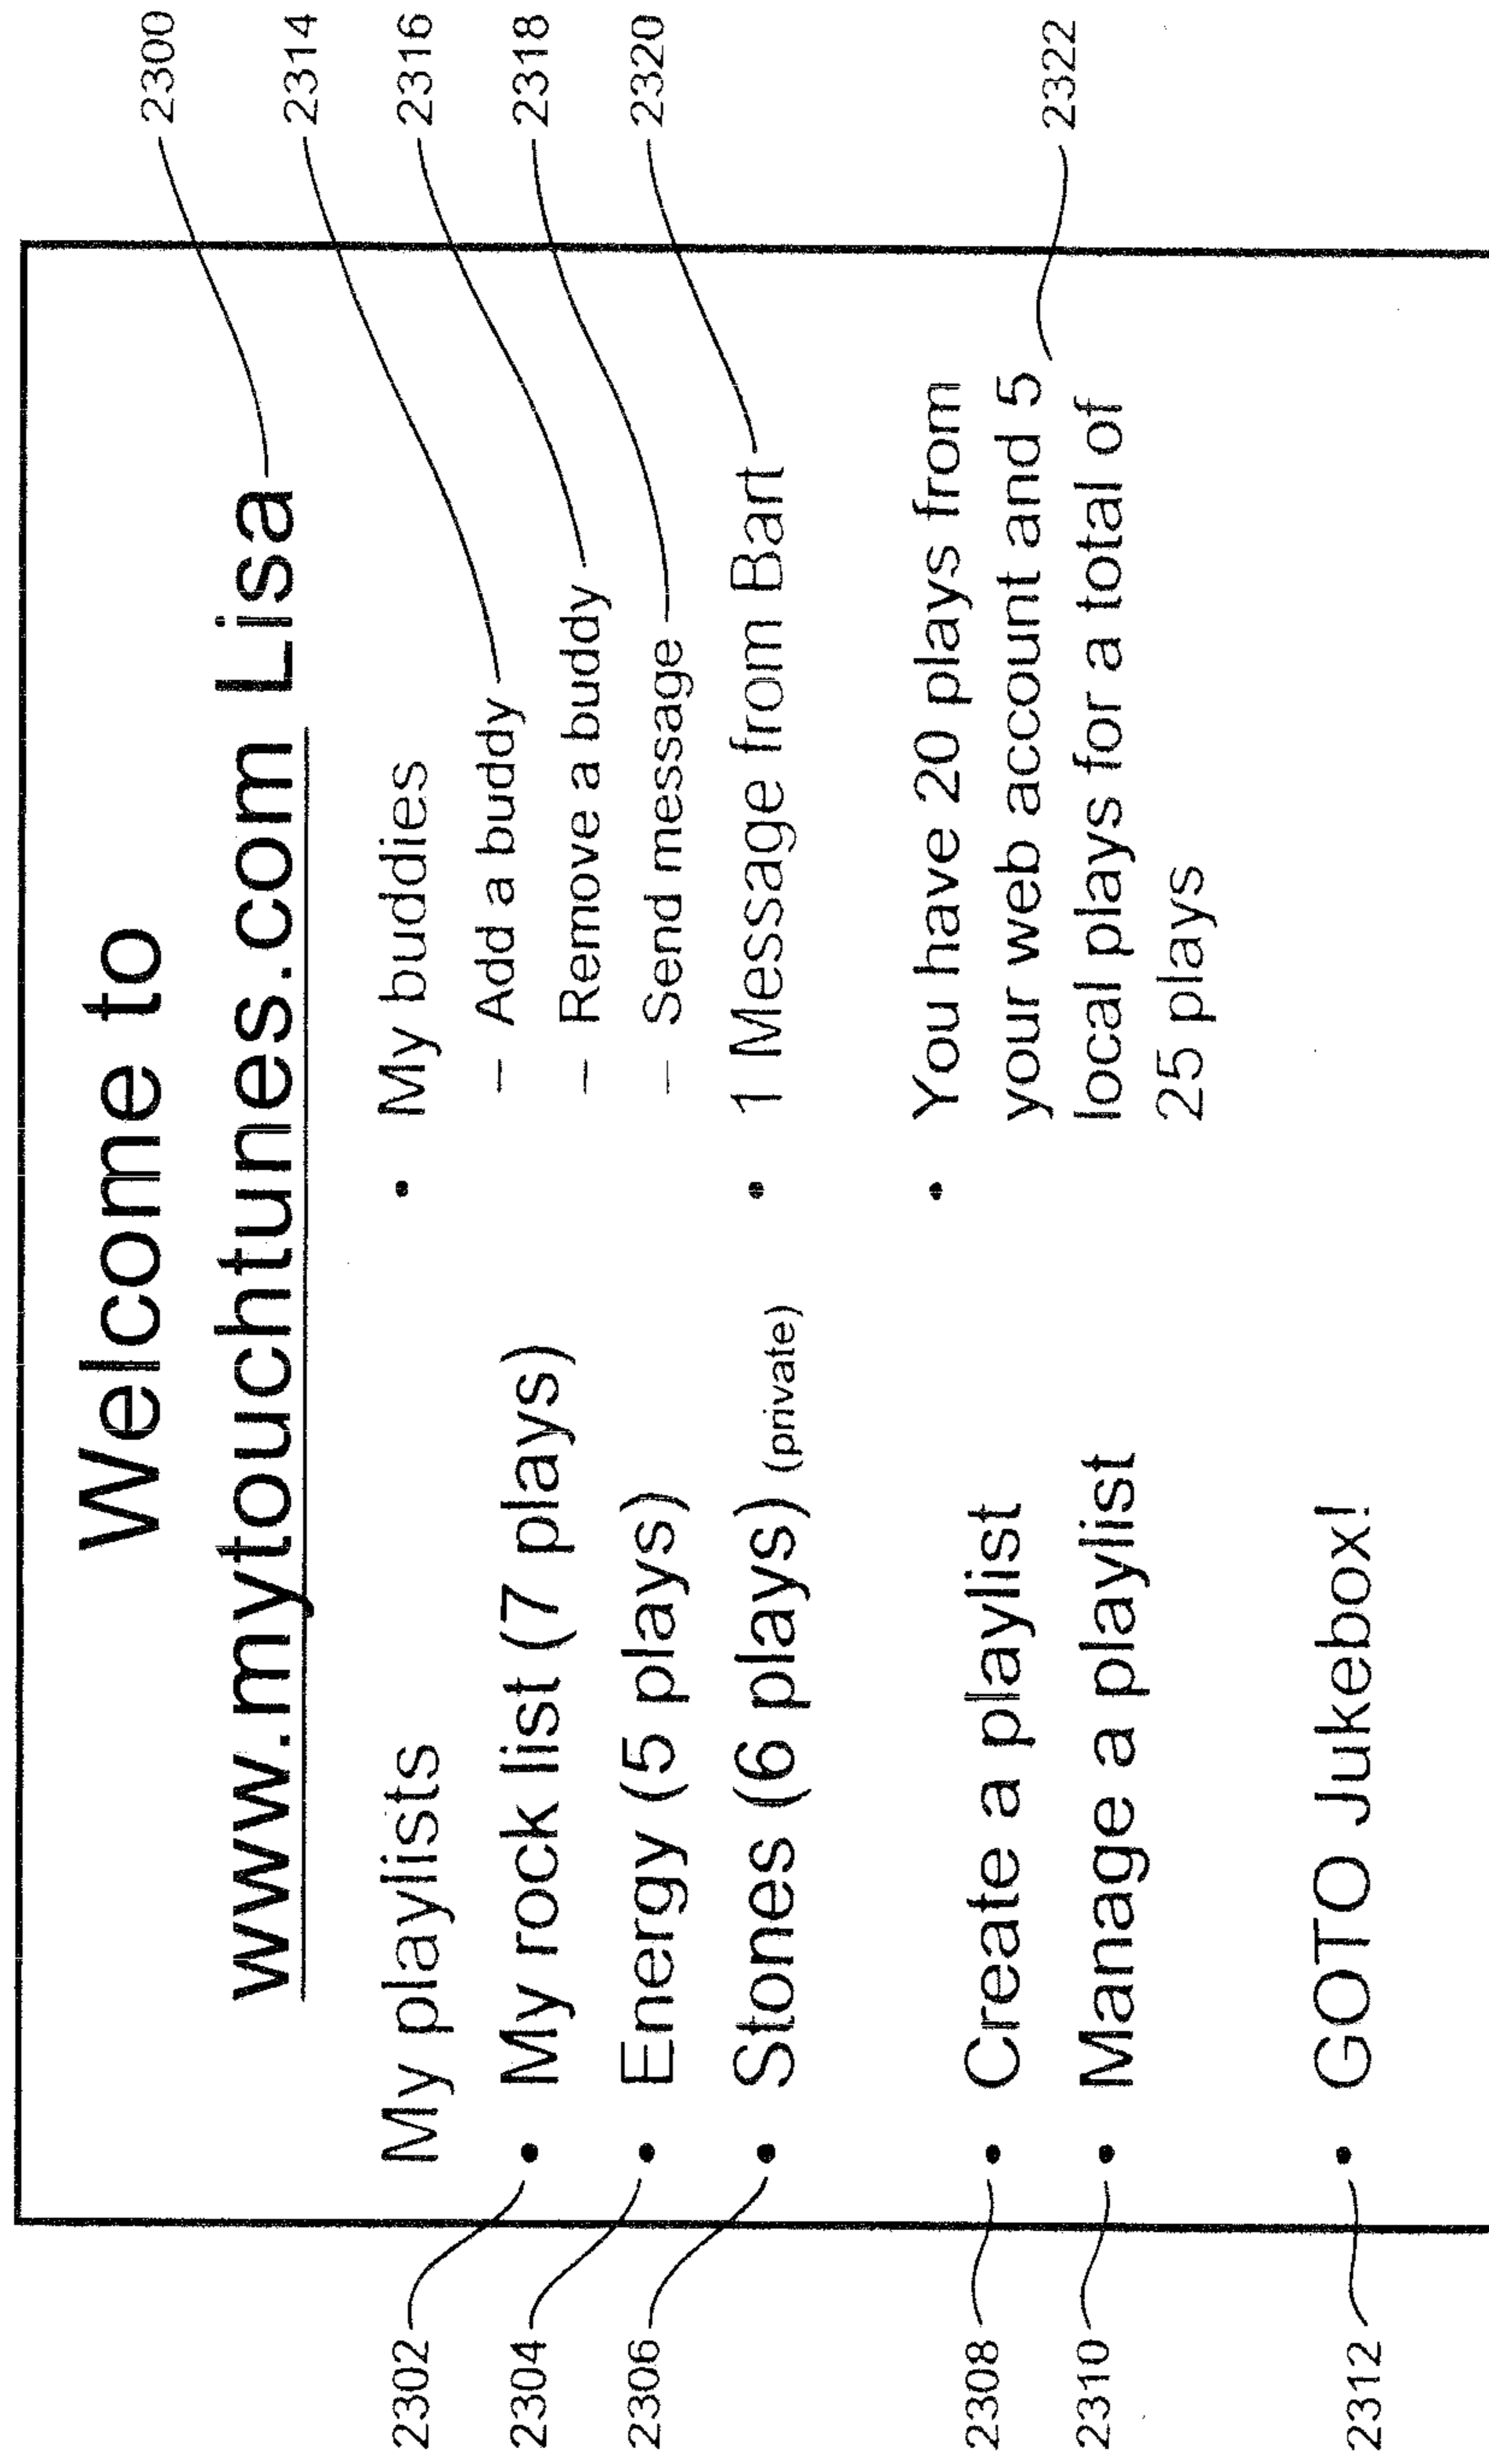 Welcome to
www.mytouchtunes.com Lisa
2300
My playlists
• My rock list (7 plays)
• Energy (5 plays)
• Stones (6 plays) (private)
• Create a playlist
• Manage a playlist
• GOTO Jukebox!
2302
2304
2306
2308
2310
2312
• My buddies
– Add a buddy
– Remove a buddy
– Send message
• 1 Message from Bart
• You have 20 plays from
your web account and 5
local plays for a total of
25 plays
2314
2316
2318
2320
2322